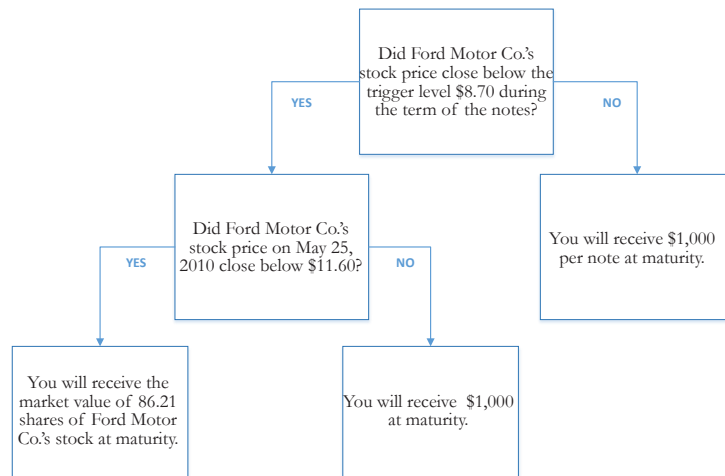 Did Ford Motor Co.'s
stock price close below the
trigger level $8.70 during
the term of the notes?
YES
NO
Did Ford Motor Co.'s
stock price on May 25,
2010 close below $11.60?
You will receive $1,000
per note at maturity.
YES
NO
You will receive the
market value of 86.21
shares of Ford Motor
Co.'s stock at maturity.
You will receive $1,000
at maturity.